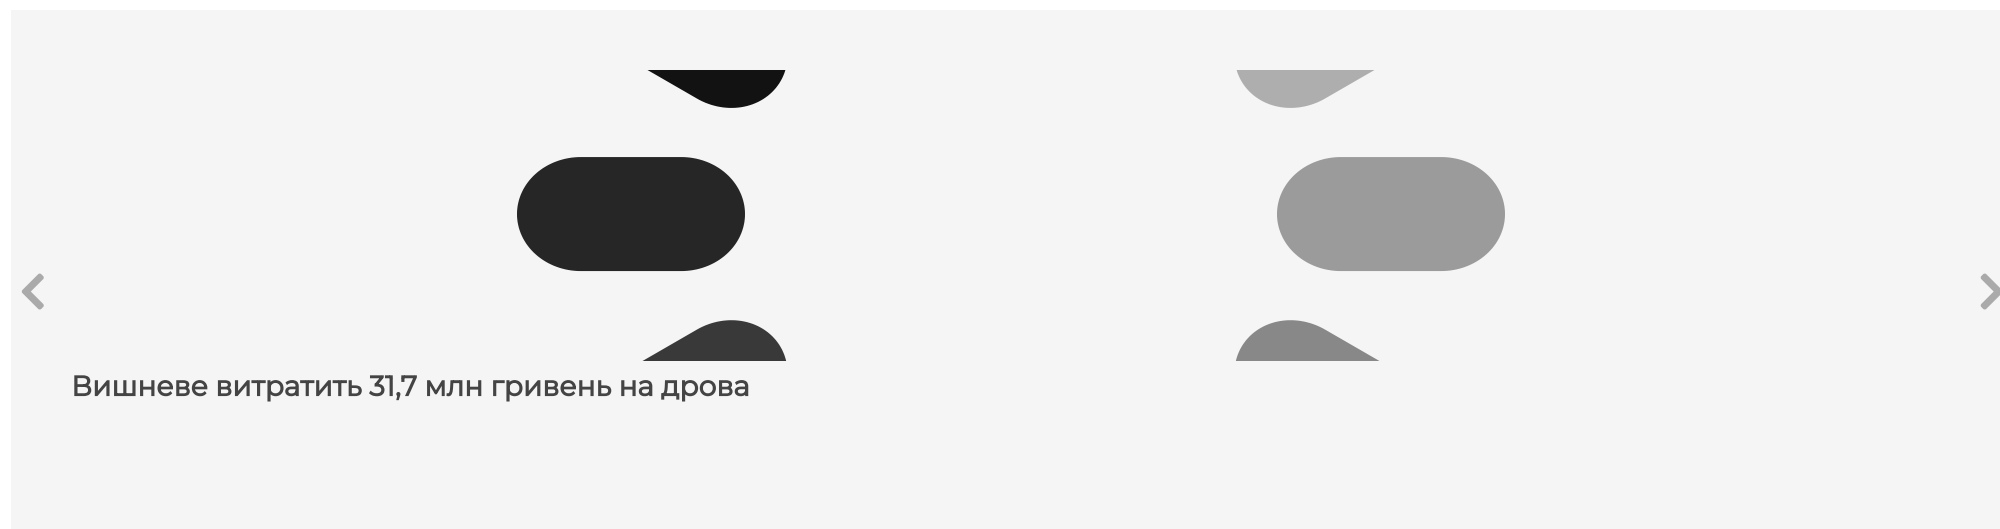 Вишневе витратить 31,7 млн гривень на дрова